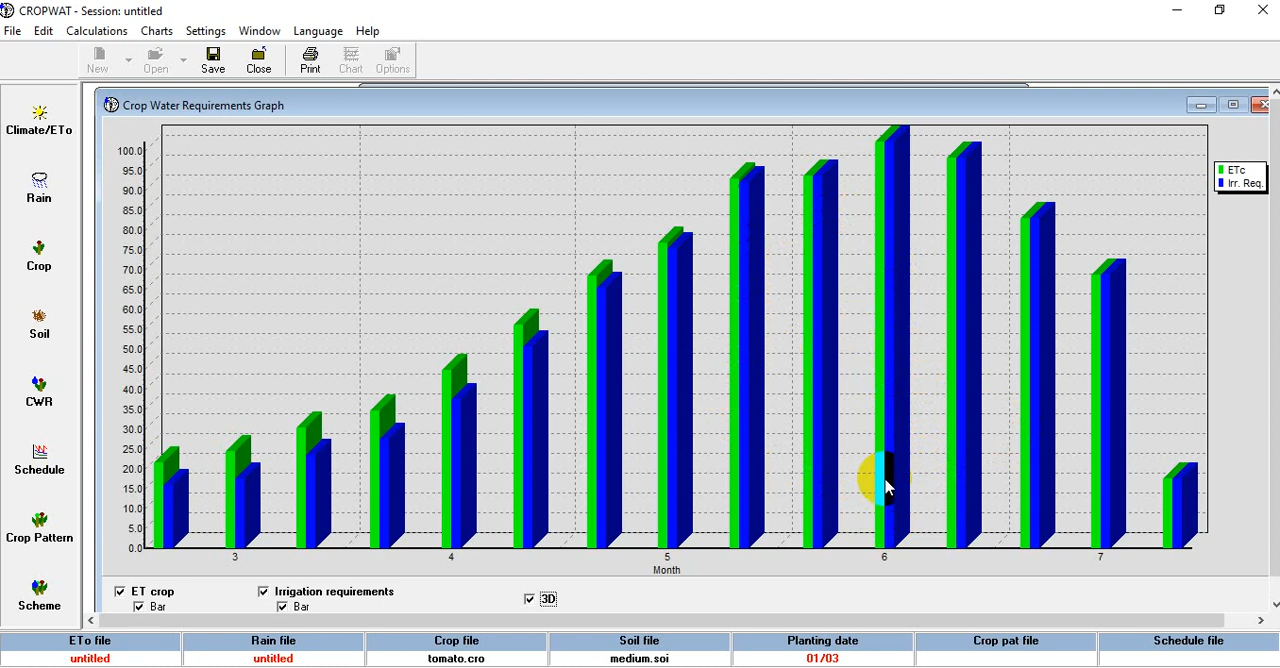 CROPWAT - Session: untitled
File Edit Calculations Charts Settings Window Language Help
New Open Save Close Print Chart Options
Crop Water Requirements Graph
Climate/ETo
Rain
Crop
Soil
CWR
Schedule
Crop Pattern
Scheme
100.0
95.0
90.0
85.0
80.0
75.0
70.0
65.0
60.0
55.0
50.0
45.0
40.0
35.0
30.0
25.0
20.0
15.0
10.0
5.0
0.0
3 4 5 6 7
Month
ETc
Irr. Req.
ET crop Irrigation requirements 3D
Bar Bar
ETo file Rain file Crop file Soil file Planting date Crop pat file Schedule file
untitled untitled tomato.cro medium.soi 01/03